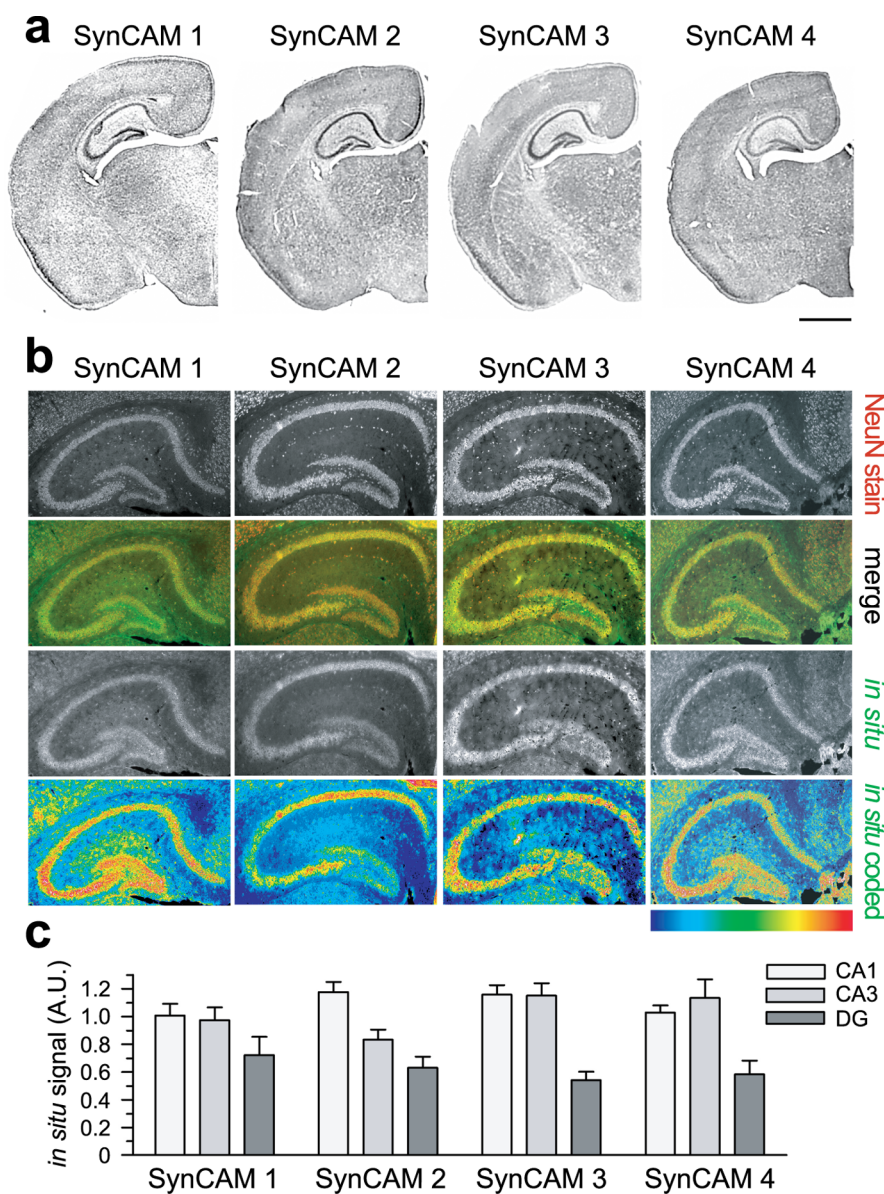 a
SynCAM 1 SynCAM 2 SynCAM 3 SynCAM 4
b
SynCAM 1 SynCAM 2 SynCAM 3 SynCAM 4
NeuN stain
merge
in situ
in situ coded
c
in situ signal (A.U.)
1.2
1.0
0.8
0.6
0.4
0.2
0
CA1
CA3
DG
SynCAM 1 SynCAM 2 SynCAM 3 SynCAM 4